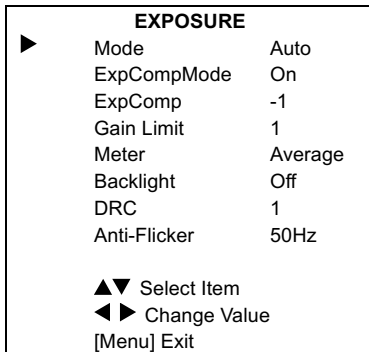 EXPOSURE
▶ Mode Auto
ExpCompMode On
ExpComp -1
Gain Limit 1
Meter Average
Backlight Off
DRC 1
Anti-Flicker 50Hz
▲▼ Select Item
◀ ▶ Change Value
[Menu] Exit